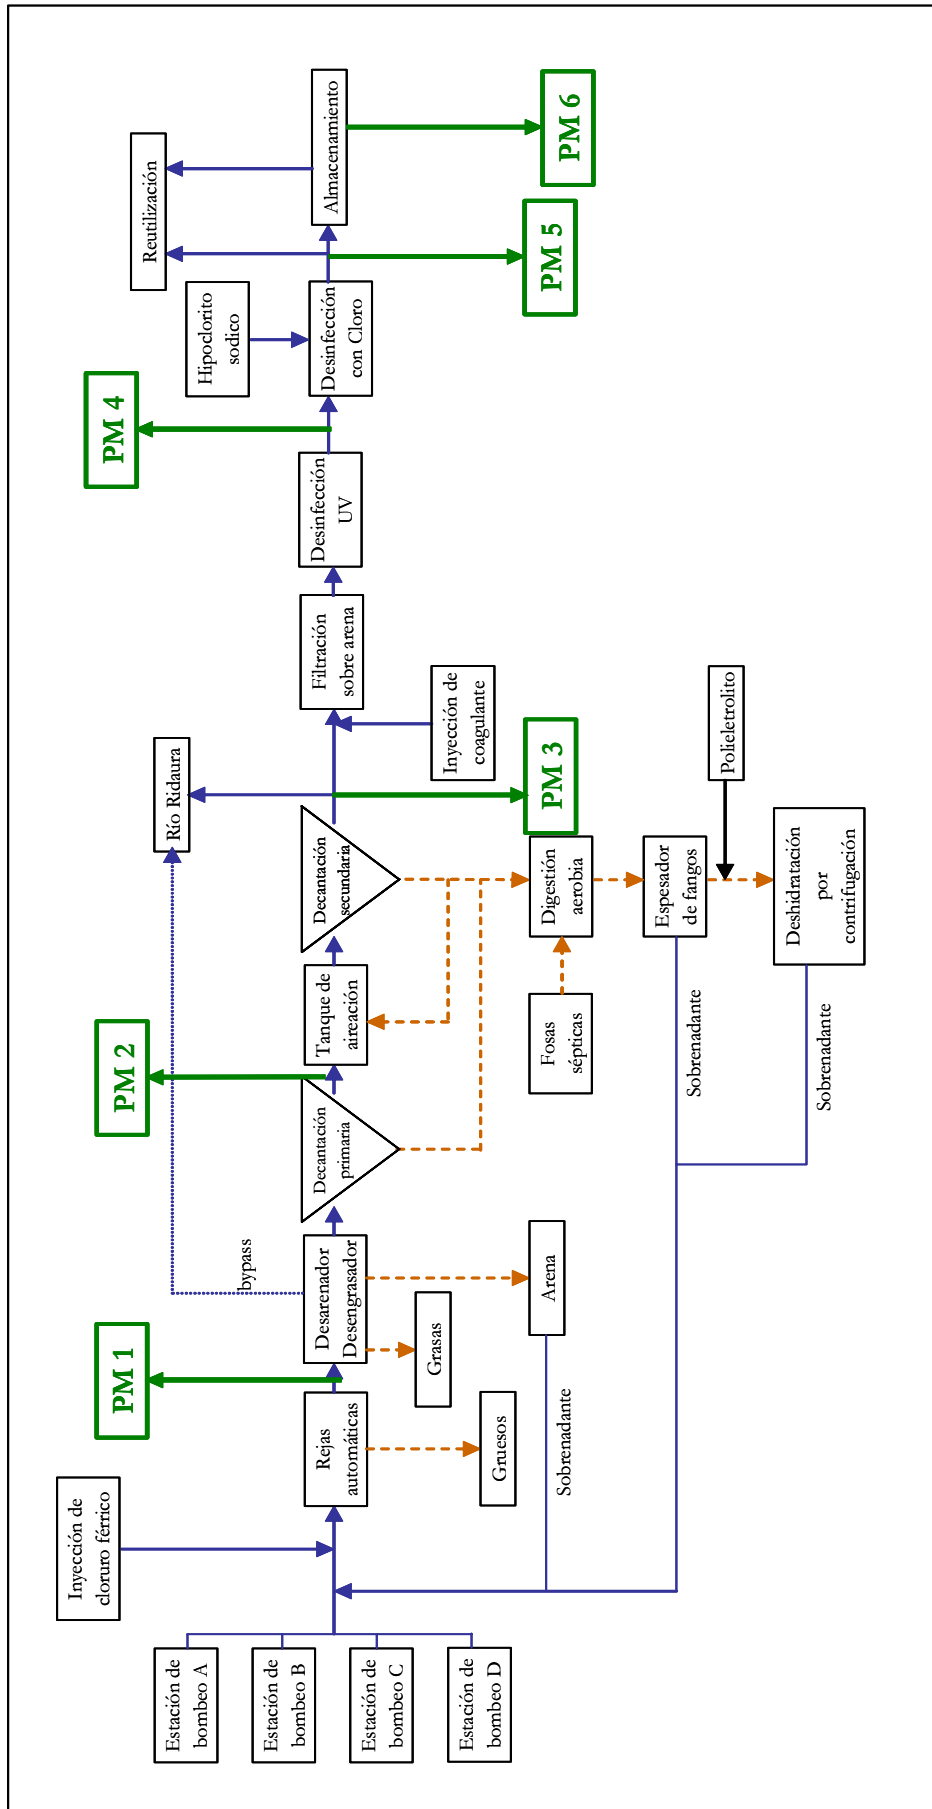 Estación de
bombeo A
Estación de
bombeo B
Estación de
bombeo C
Estación de
bombeo D
Inyección de
cloruro férrico
Rejas
automáticas
Gruesos
PM 1
Desarenador
Desengrasador
Grasas
Arena
Sobrenadante
bypass
Decantación
primaria
PM 2
Tanque de
aireación
Decantación
secundaria
Río Ridaura
PM 3
Fosas
sépticas
Digestión
aerobia
Espesador
de fangos
Sobrenadante
Polieletrolito
Deshidratación
por
contrifugación
Sobrenadante
Inyección de
coagulante
Filtración
sobre arena
Desinfección
UV
PM 4
Hipoclorito
sodico
Desinfección
con Cloro
Reutilización
PM 5
Almacenamiento
PM 6